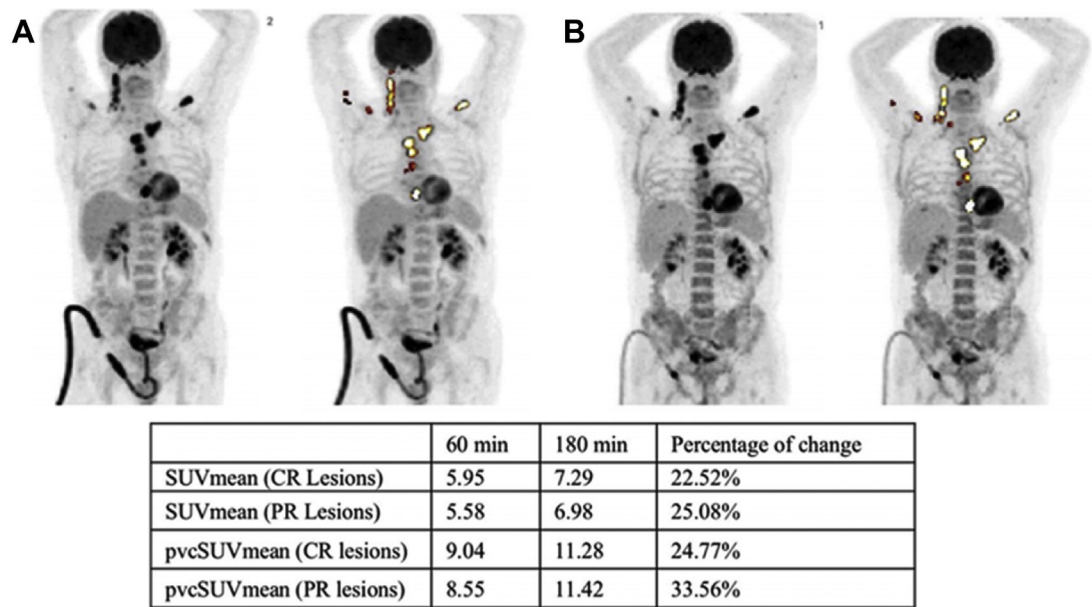 A
2
B
1
60 min 180 min Percentage of change
SUVmean (CR Lesions) 5.95 7.29 22.52%
SUVmean (PR Lesions) 5.58 6.98 25.08%
pvcSUVmean (CR lesions) 9.04 11.28 24.77%
pvcSUVmean (PR lesions) 8.55 11.42 33.56%